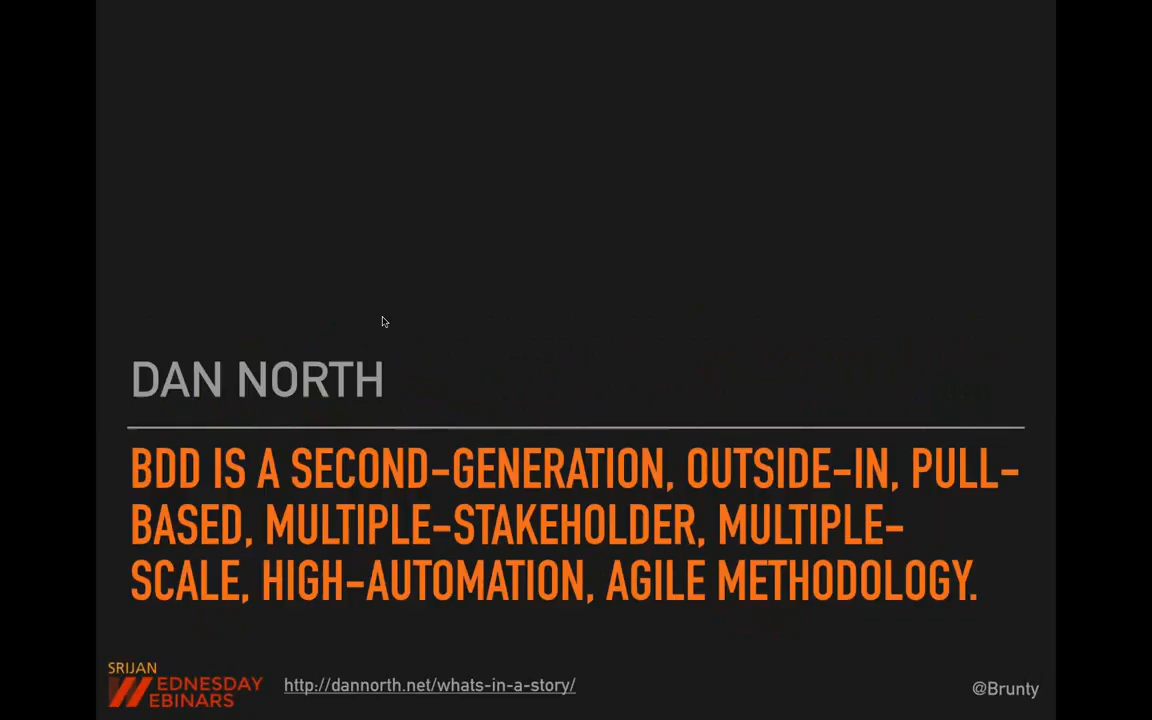 DAN NORTH
BDD IS A SECOND-GENERATION, OUTSIDE-IN, PULL-
BASED, MULTIPLE-STAKEHOLDER, MULTIPLE-
SCALE, HIGH-AUTOMATION, AGILE METHODOLOGY.
SRIJAN
WEDNESDAY
WEBINARS
http://dannorth.net/whats-in-a-story/
@Brunty